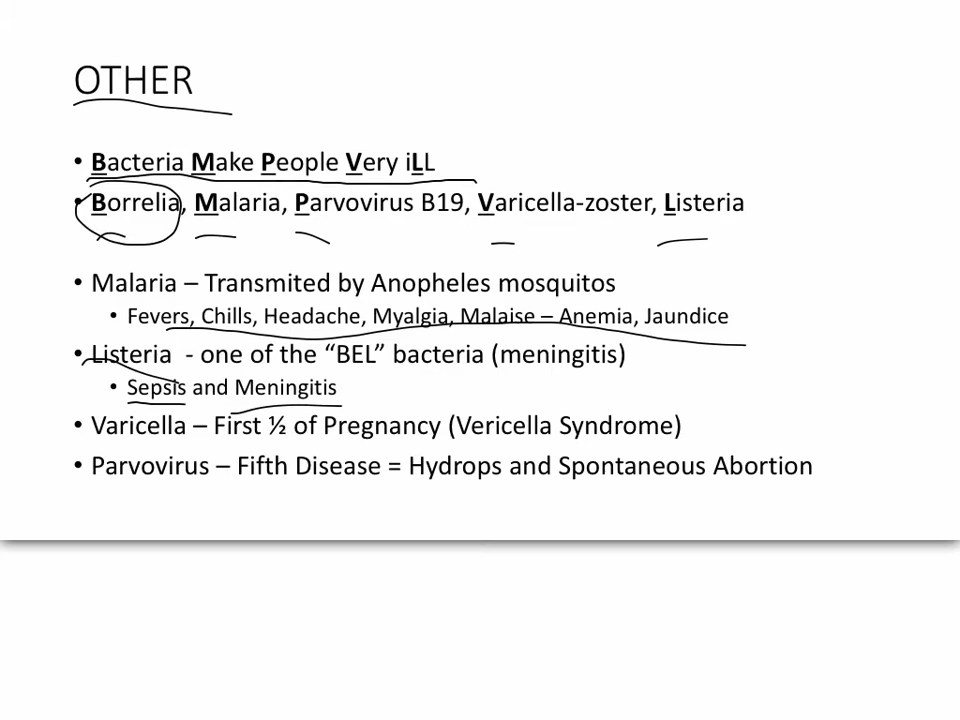 OTHER
• Bacteria Make People Very iLL
• Borrelia, Malaria, Parvovirus B19, Varicella-zoster, Listeria
• Malaria – Transmited by Anopheles mosquitos
• Fevers, Chills, Headache, Myalgia, Malaise – Anemia, Jaundice
• Listeria - one of the “BEL” bacteria (meningitis)
• Sepsis and Meningitis
• Varicella – First ½ of Pregnancy (Vericella Syndrome)
• Parvovirus – Fifth Disease = Hydrops and Spontaneous Abortion